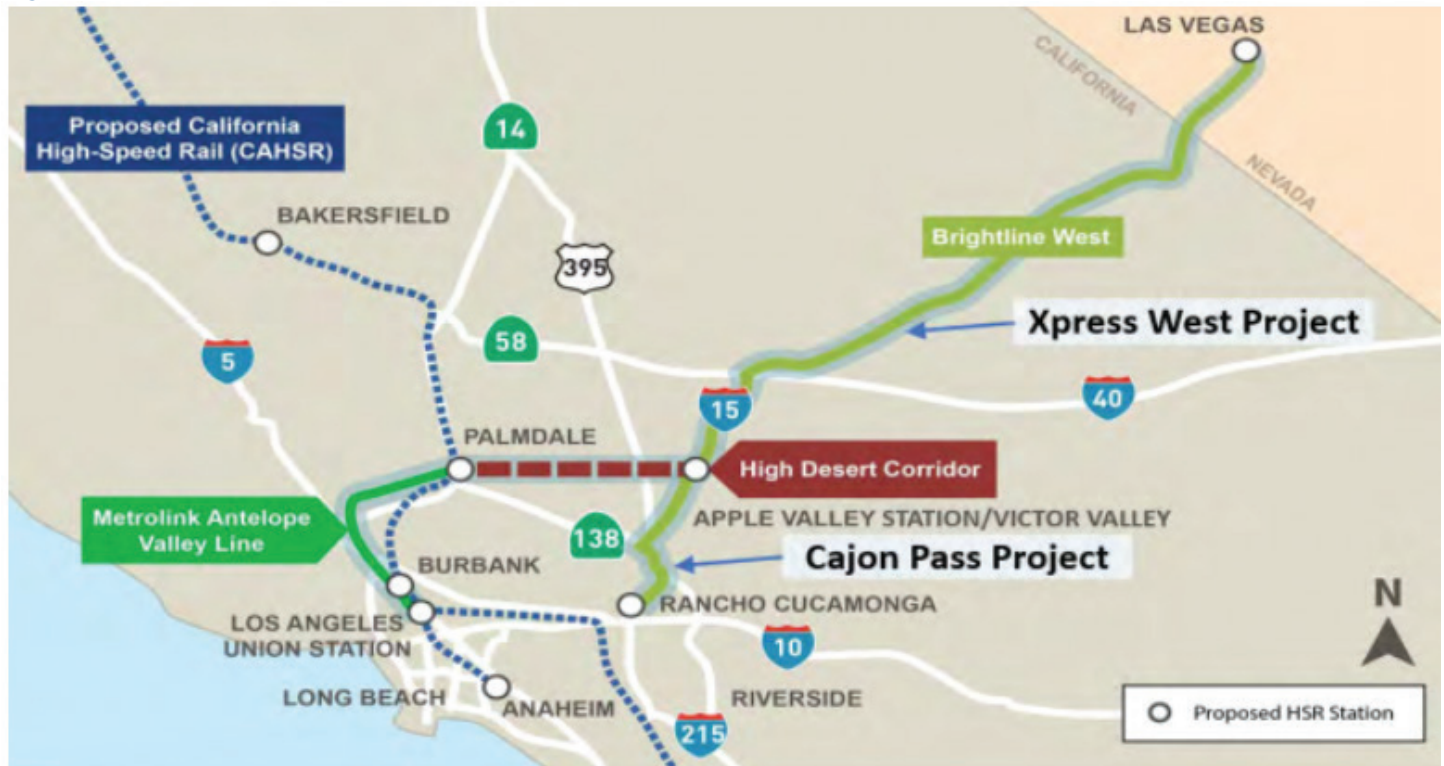 LAS VEGAS
CALIFORNIA
NEVADA
Proposed California
High-Speed Rail (CAHSR)
14
BAKERSFIELD
395
Brightline West
Xpress West Project
5
58
15
40
PALMDALE
High Desert Corridor
Metrolink Antelope
Valley Line
138
APPLE VALLEY STATION/VICTOR VALLEY
Cajon Pass Project
BURBANK
RANCHO CUCAMONGA
LOS ANGELES
UNION STATION
10
N
LONG BEACH
ANAHEIM
RIVERSIDE
215
Proposed HSR Station